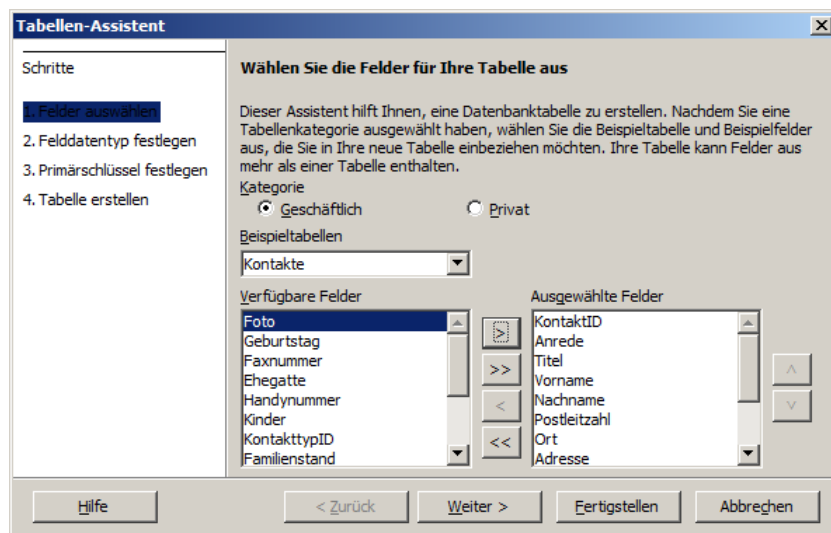 Tabellen-Assistent
Schritte
1. Felder auswählen
2. Felddatentyp festlegen
3. Primärschlüssel festlegen
4. Tabelle erstellen
Wählen Sie die Felder für Ihre Tabelle aus
Dieser Assistent hilft Ihnen, eine Datenbanktabelle zu erstellen. Nachdem Sie eine
Tabellenkategorie ausgewählt haben, wählen Sie die Beispieltabelle und Beispielfelder
aus, die Sie in Ihre neue Tabelle einbeziehen möchten. Ihre Tabelle kann Felder aus
mehr als einer Tabelle enthalten.
Kategorie
Geschäftlich
Privat
Beispieltabellen
Kontakte
Verfügbare Felder
Foto
Geburtstag
Faxnummer
Ehegatte
Handynummer
Kinder
KontakttypID
Familienstand
>
>>
<
<<
Ausgewählte Felder
KontaktID
Anrede
Titel
Vorname
Nachname
Postleitzahl
Ort
Adresse
Hilfe
< Zurück
Weiter >
Fertigstellen
Abbrechen